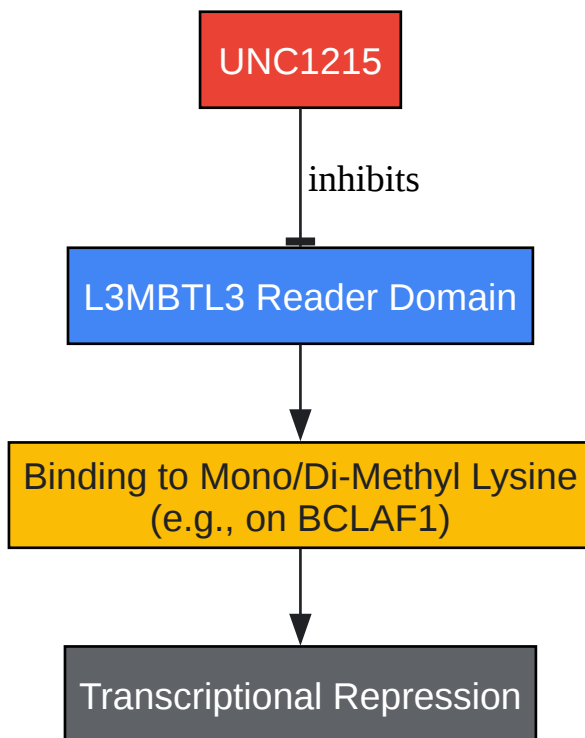 UNC1215
inhibits
L3MBTL3 Reader Domain
Binding to Mono/Di-Methyl Lysine
(e.g., on BCLAF1)
Transcriptional Repression